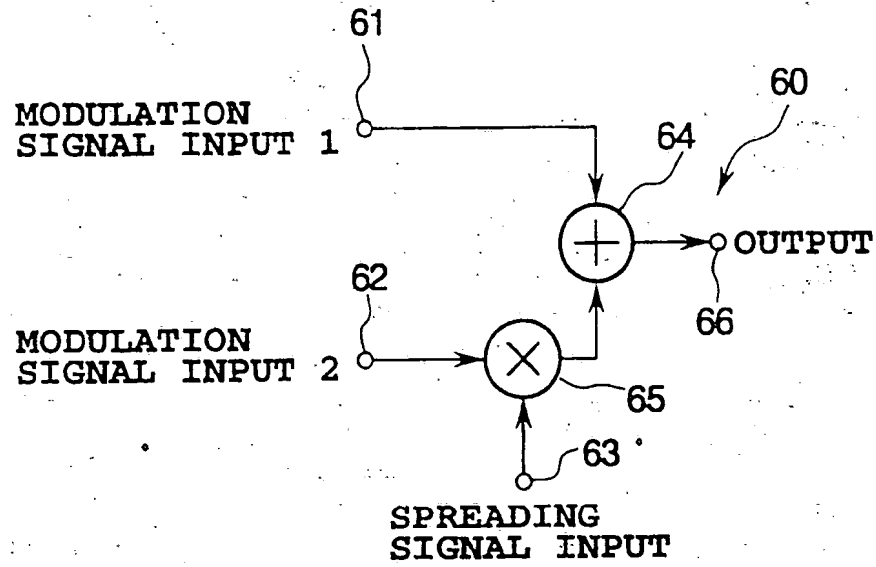 61
MODULATION
SIGNAL INPUT 1
60
64
OUTPUT
66
62
MODULATION
SIGNAL INPUT 2
65
63
SPREADING
SIGNAL INPUT